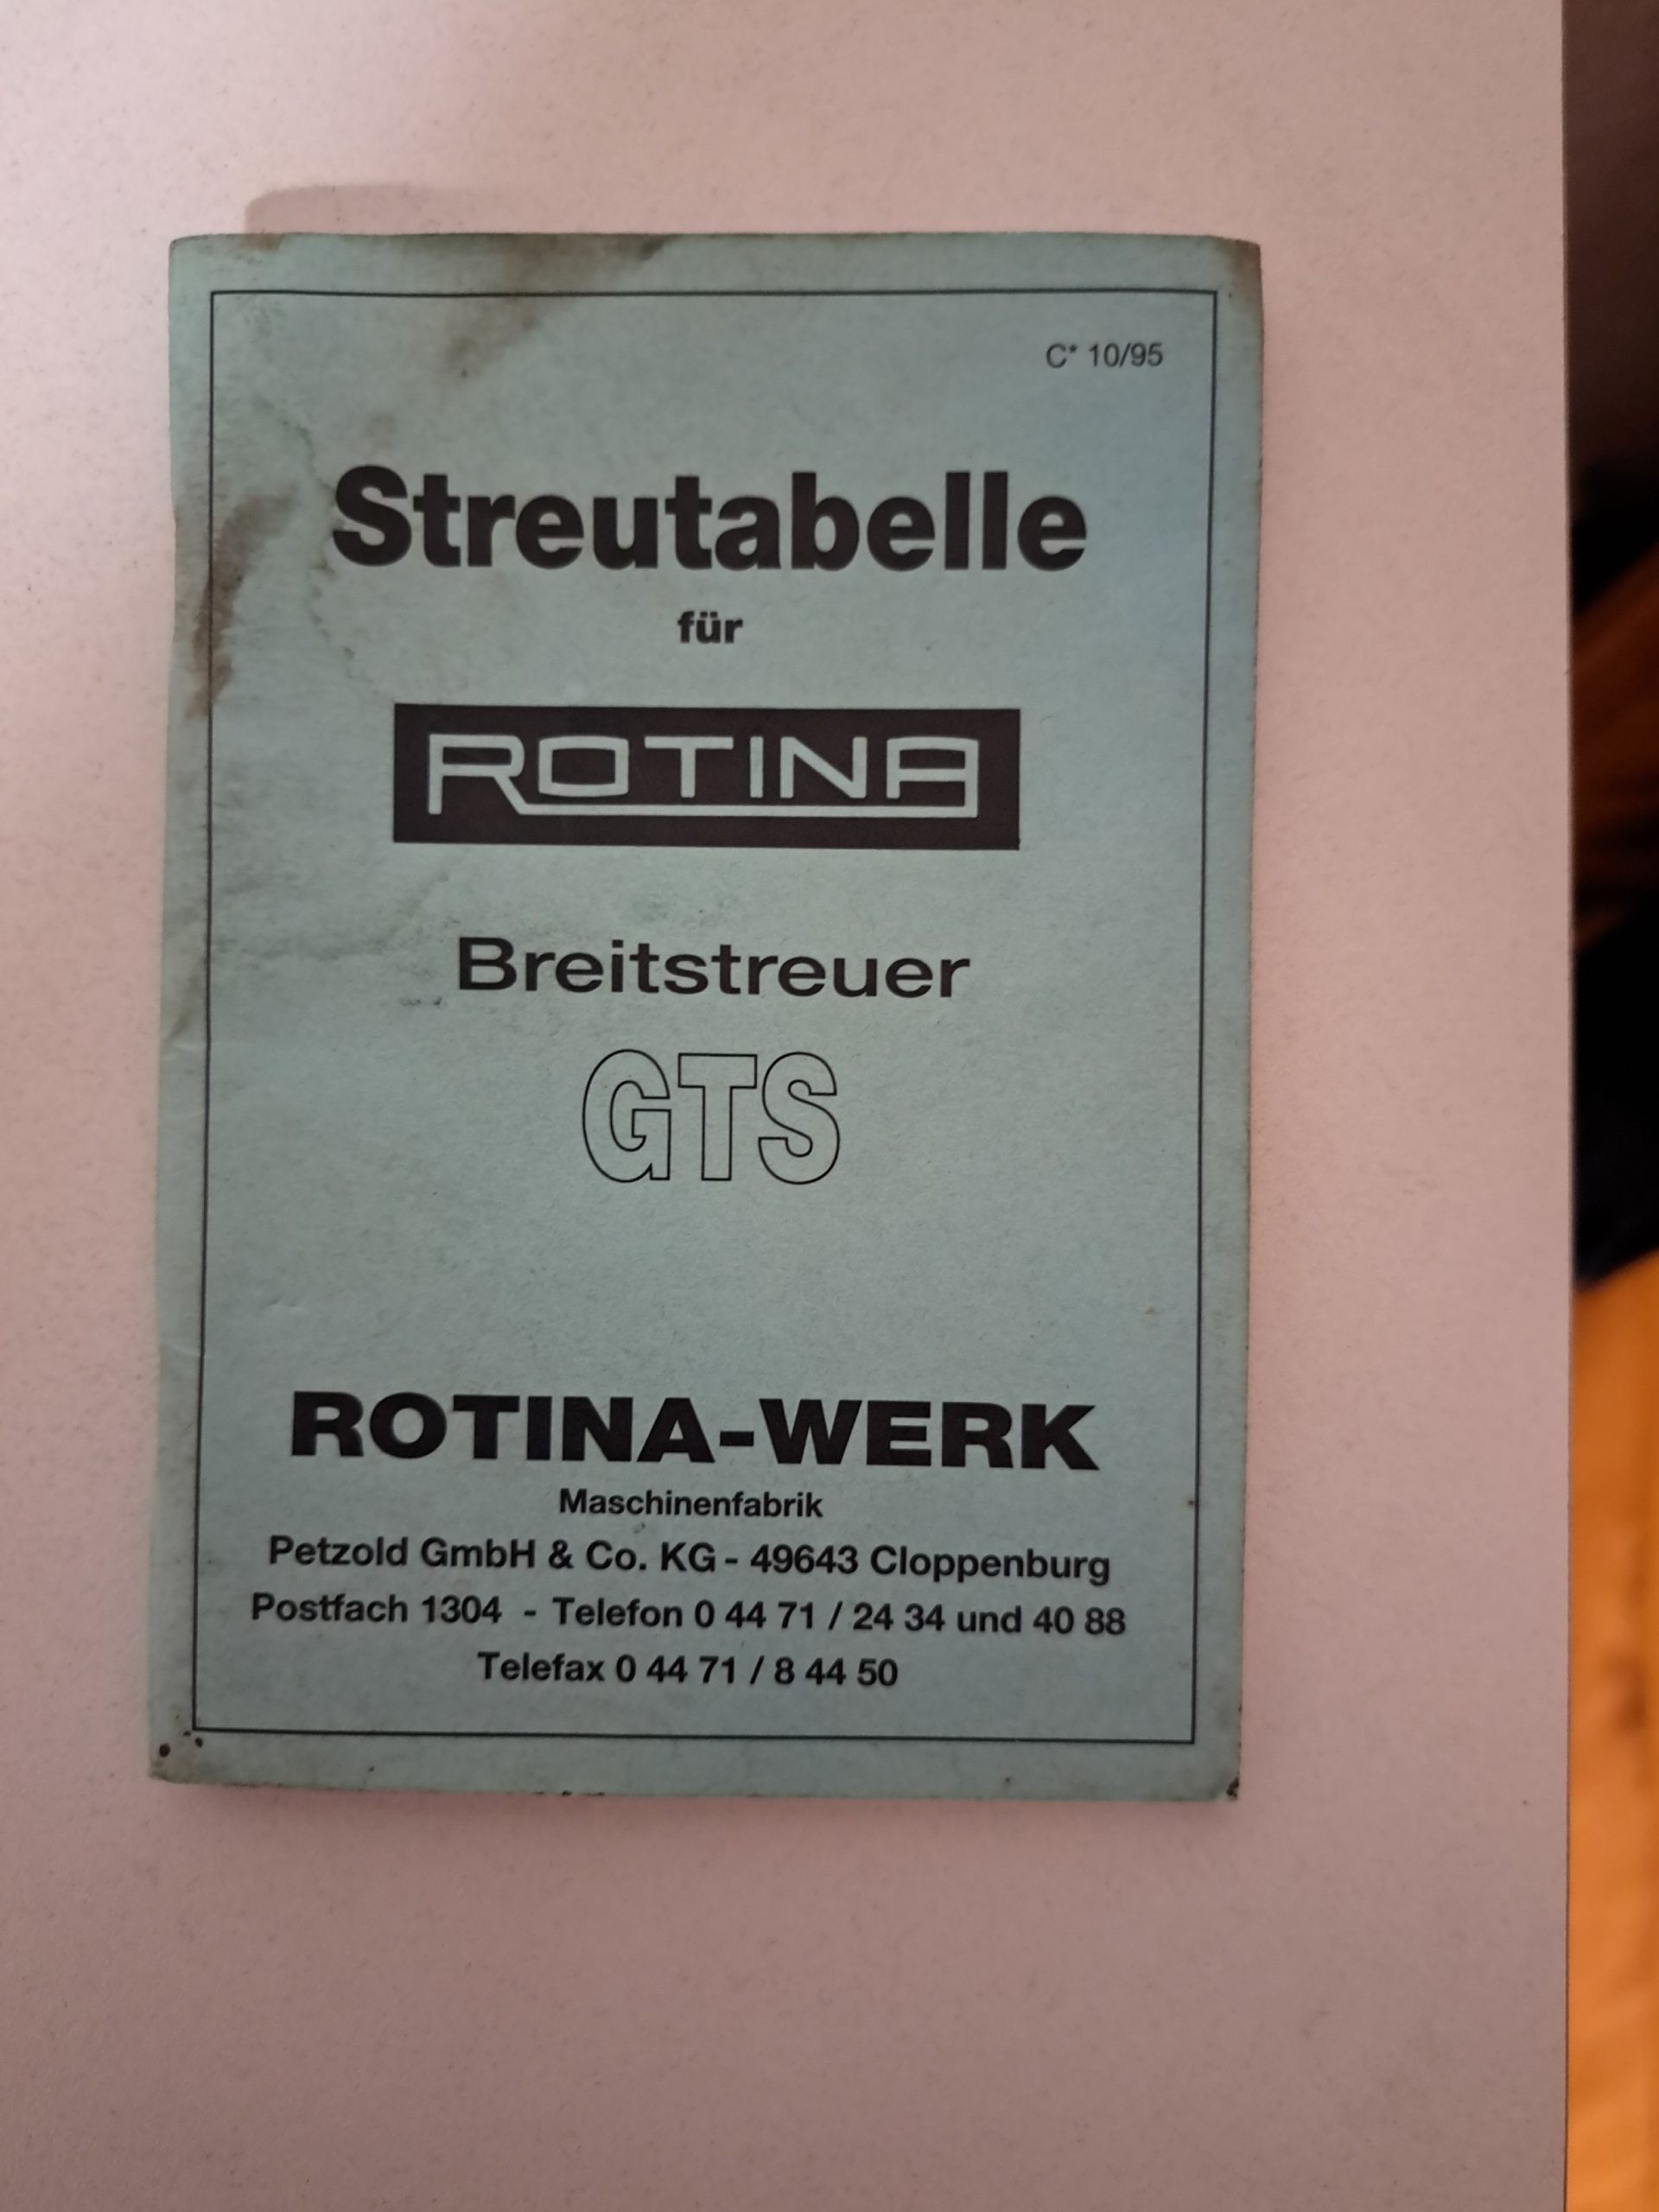 C* 10/95
Streutabelle
für
ROTINA
Breitstreuer
GTS
ROTINA-WERK
Maschinenfabrik
Petzold GmbH & Co. KG - 49643 Cloppenburg
Postfach 1304 - Telefon 0 44 71 / 24 34 und 40 88
Telefax 0 44 71 / 8 44 50